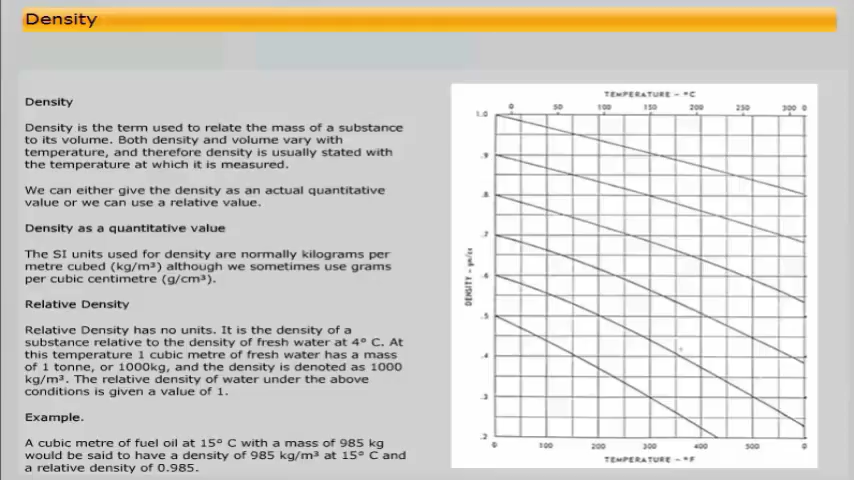 Density
Density
Density is the term used to relate the mass of a substance
to its volume. Both density and volume vary with
temperature, and therefore density is usually stated with
the temperature at which it is measured.
We can either give the density as an actual quantitative
value or we can use a relative value.
Density as a quantitative value
The SI units used for density are normally kilograms per
metre cubed (kg/m³) although we sometimes use grams
per cubic centimetre (g/cm³).
Relative Density
Relative Density has no units. It is the density of a
substance relative to the density of fresh water at 4° C. At
this temperature 1 cubic metre of fresh water has a mass
of 1 tonne, or 1000kg, and the density is denoted as 1000
kg/m³. The relative density of water under the above
conditions is given a value of 1.
Example.
A cubic metre of fuel oil at 15° C with a mass of 985 kg
would be said to have a density of 985 kg/m³ at 15° C and
a relative density of 0.985.
TEMPERATURE - °C
0 50 100 150 200 250 300 0
1.0
.9
.8
.7
.6
.5
.4
.3
.2
DENSITY - gm/cc
0 100 200 300 400 500 0
TEMPERATURE - °F